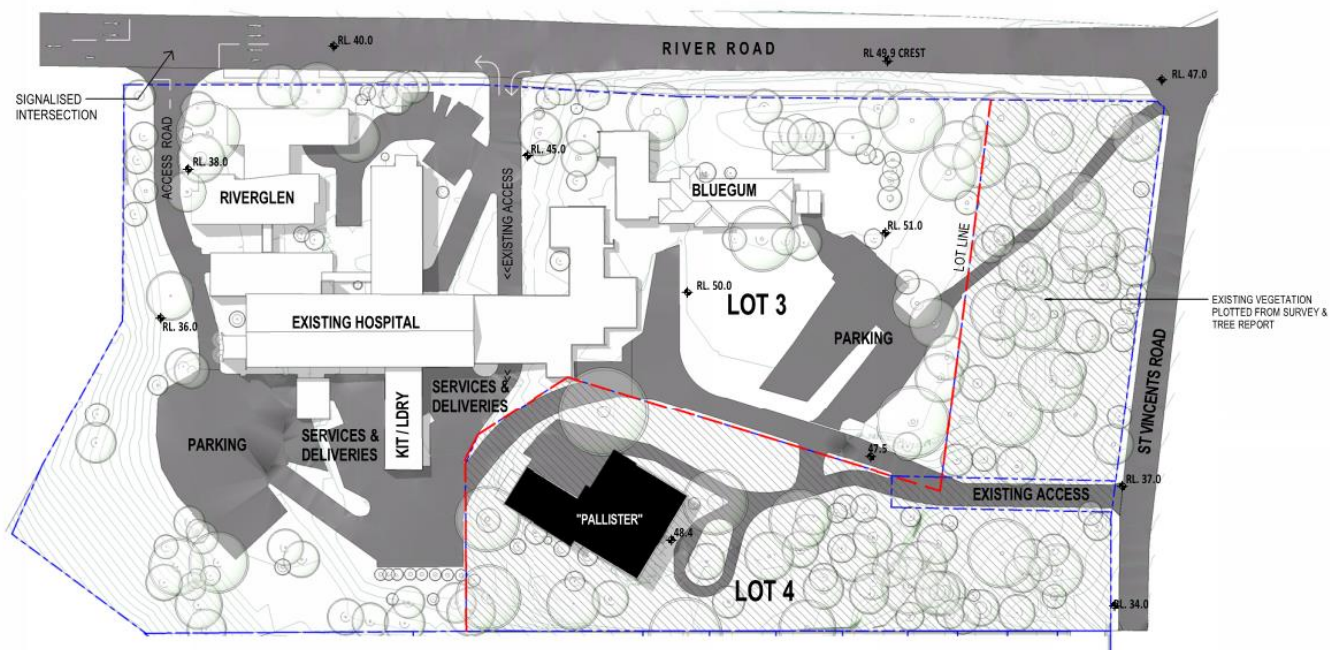 RL. 40.0
RIVER ROAD
RL 49.9 CREST
RL. 47.0
SIGNALISED
INTERSECTION
ACCESS ROAD
RL. 38.0
RIVERGLEN
RL. 45.0
<<EXISTING ACCESS
BLUEGUM
RL. 51.0
LOT LINE
RL. 50.0
LOT 3
EXISTING VEGETATION
PLOTTED FROM SURVEY &
TREE REPORT
RL. 36.0
EXISTING HOSPITAL
PARKING
ST VINCENTS ROAD
SERVICES &
DELIVERIES
<<
KIT / LDRY
PARKING
SERVICES &
DELIVERIES
47.5
RL. 37.0
EXISTING ACCESS
"PALLISTER"
48.4
LOT 4
RL. 34.0